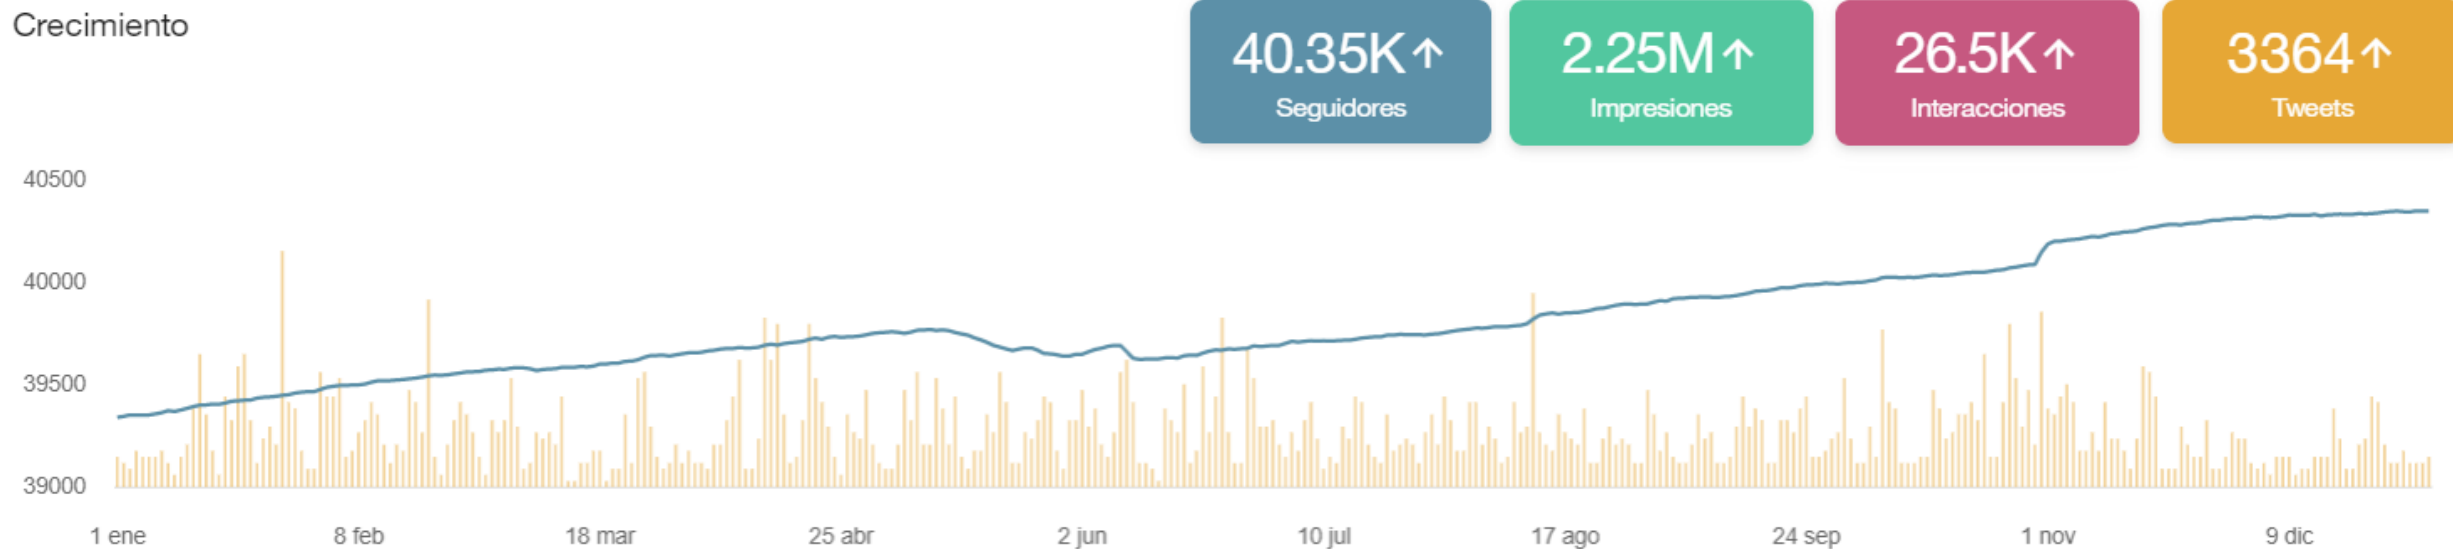 Crecimiento
40.35K↑
Seguidores
2.25M↑
Impresiones
26.5K↑
Interacciones
3364↑
Tweets
40500
40000
39500
39000
1 ene 8 feb 18 mar 25 abr 2 jun 10 jul 17 ago 24 sep 1 nov 9 dic